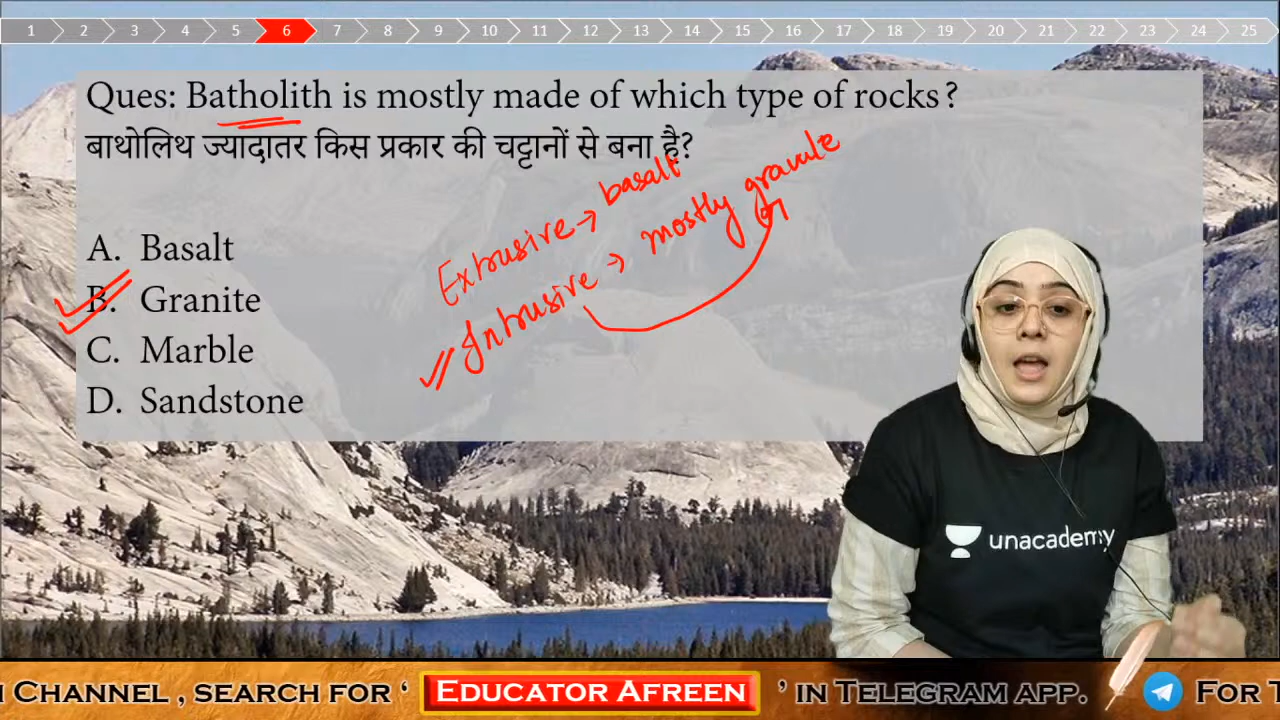 1 2 3 4 5 6 7 8 9 10 11 12 13 14 15 16 17 18 19 20 21 22 23 24 25
Ques: Batholith is mostly made of which type of rocks?
बाथोलिथ ज्यादातर किस प्रकार की चट्टानों से बना है?
Extrusive → basalt
Intrusive → mostly
A. Basalt
B. Granite
C. Marble
D. Sandstone
unacademy
CHANNEL , SEARCH FOR ‘ EDUCATOR AFREEN ’ IN TELEGRAM APP. FOR